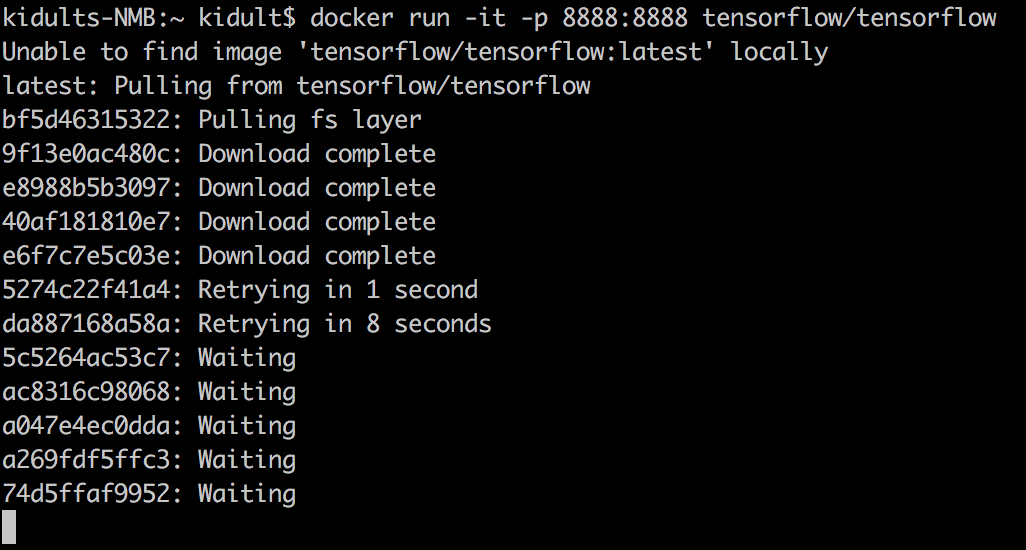 kidults-NMB:~ kidult$ docker run -it -p 8888:8888 tensorflow/tensorflow
Unable to find image 'tensorflow/tensorflow:latest' locally
latest: Pulling from tensorflow/tensorflow
bf5d46315322: Pulling fs layer
9f13e0ac480c: Download complete
e8988b5b3097: Download complete
40af181810e7: Download complete
e6f7c7e5c03e: Download complete
5274c22f41a4: Retrying in 1 second
da887168a58a: Retrying in 8 seconds
5c5264ac53c7: Waiting
ac8316c98068: Waiting
a047e4ec0dda: Waiting
a269fdf5ffc3: Waiting
74d5ffaf9952: Waiting